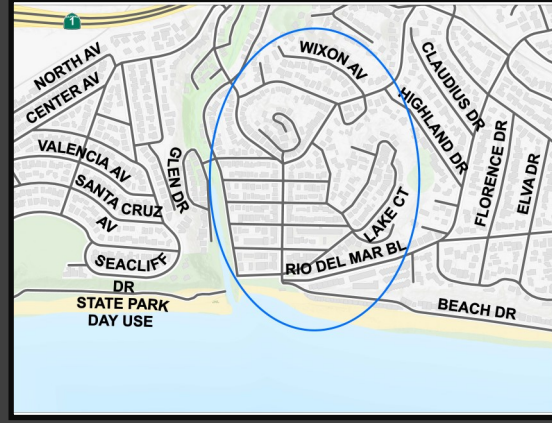 1
NORTH AV
CENTER AV
VALENCIA AV
SANTA CRUZ
AV
SEACLIFF
DR
STATE PARK
DAY USE
GLEN DR
WIXON AV
HIGHLAND DR
CLAUDIUS DR
FLORENCE DR
ELVA DR
LAKE CT
RIO DEL MAR BL
BEACH DR